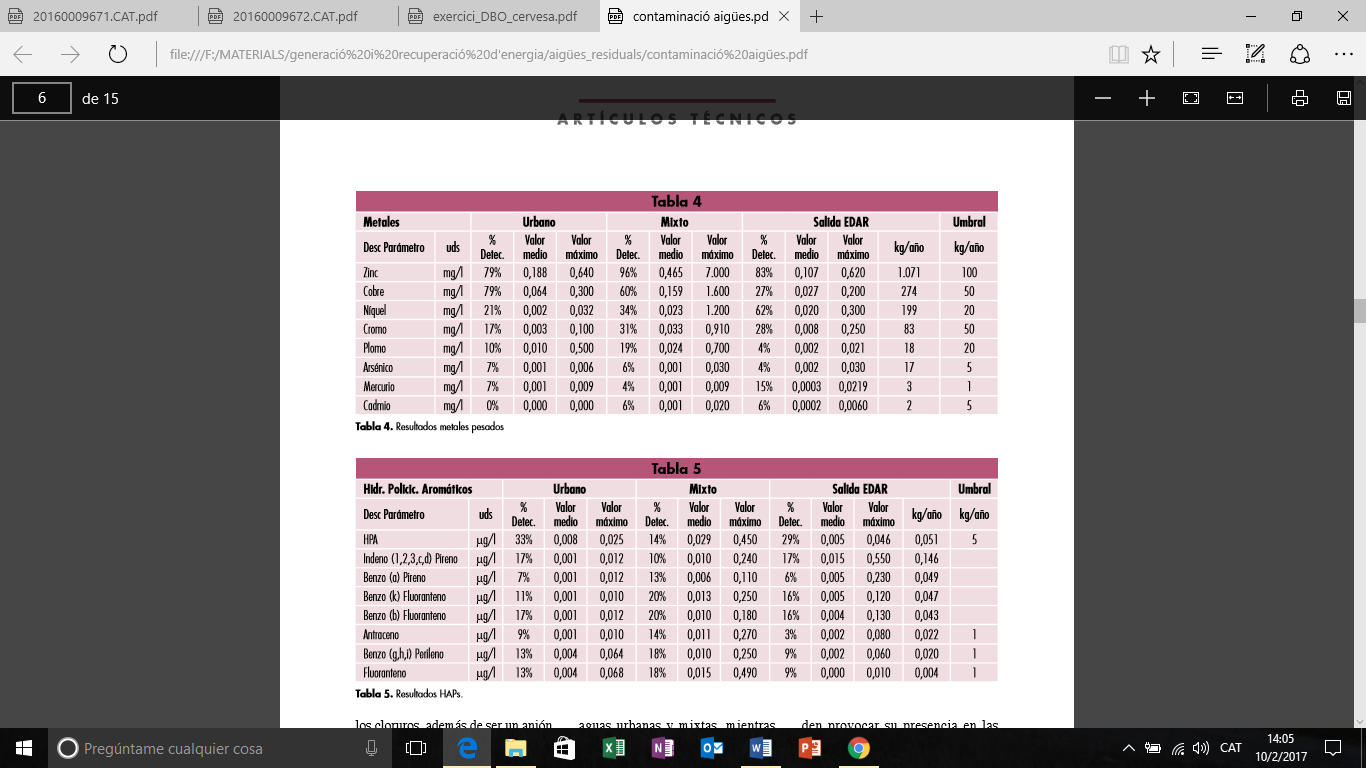 20160009671.CAT.pdf 20160009672.CAT.pdf exercici_DBO_cervesa.pdf contaminació aigües.pd
file:///F:/MATERIALS/generació%20i%20recuperació%20d'energia/aigües_residuals/contaminació%20aigües.pdf
6 de 15
ARTÍCULOS TÉCNICOS
Tabla 4
Metales Urbano Mixto Salida EDAR Umbral
Desc Parámetro uds % Detec. Valor medio Valor máximo % Detec. Valor medio Valor máximo % Detec. Valor medio Valor máximo kg/año kg/año
Zinc mg/l 79% 0,188 0,640 96% 0,465 7.000 83% 0,107 0,620 1.071 100
Cobre mg/l 79% 0,064 0,300 60% 0,159 1.600 27% 0,027 0,200 274 50
Níquel mg/l 21% 0,002 0,032 34% 0,023 1.200 62% 0,020 0,300 199 20
Cromo mg/l 17% 0,003 0,100 31% 0,033 0,910 28% 0,008 0,250 83 50
Plomo mg/l 10% 0,010 0,500 19% 0,024 0,700 4% 0,002 0,021 18 20
Arsénico mg/l 7% 0,001 0,006 6% 0,001 0,030 4% 0,002 0,030 17 5
Mercurio mg/l 7% 0,001 0,009 4% 0,001 0,009 15% 0,0003 0,0219 3 1
Cadmio mg/l 0% 0,000 0,000 6% 0,001 0,020 6% 0,0002 0,0060 2 5
Tabla 4. Resultados metales pesados
Tabla 5
Hidr. Policic. Aromáticos Urbano Mixto Salida EDAR Umbral
Desc Parámetro uds % Detec. Valor medio Valor máximo % Detec. Valor medio Valor máximo % Detec. Valor medio Valor máximo kg/año kg/año
HPA µg/l 33% 0,008 0,025 14% 0,029 0,450 29% 0,005 0,046 0,051 5
Indeno (1,2,3,c,d) Pireno µg/l 17% 0,001 0,012 10% 0,010 0,240 17% 0,015 0,550 0,146
Benzo (a) Pireno µg/l 7% 0,001 0,012 13% 0,006 0,110 6% 0,005 0,230 0,049
Benzo (k) Fluoranteno µg/l 11% 0,001 0,010 20% 0,013 0,250 16% 0,005 0,120 0,047
Benzo (b) Fluoranteno µg/l 17% 0,001 0,012 20% 0,010 0,180 16% 0,004 0,130 0,043
Antraceno µg/l 9% 0,001 0,010 14% 0,011 0,270 3% 0,002 0,080 0,022 1
Benzo (g,h,i) Perileno µg/l 13% 0,004 0,064 18% 0,010 0,250 9% 0,002 0,060 0,020 1
Fluoranteno µg/l 13% 0,004 0,068 18% 0,015 0,490 9% 0,000 0,010 0,004 1
Tabla 5. Resultados HAPs.
los cloruros, además de ser un anión aguas urbanas y mixtas, mientras den provocar su presencia en las
Pregúntame cualquier cosa CAT 14:05
10/2/2017